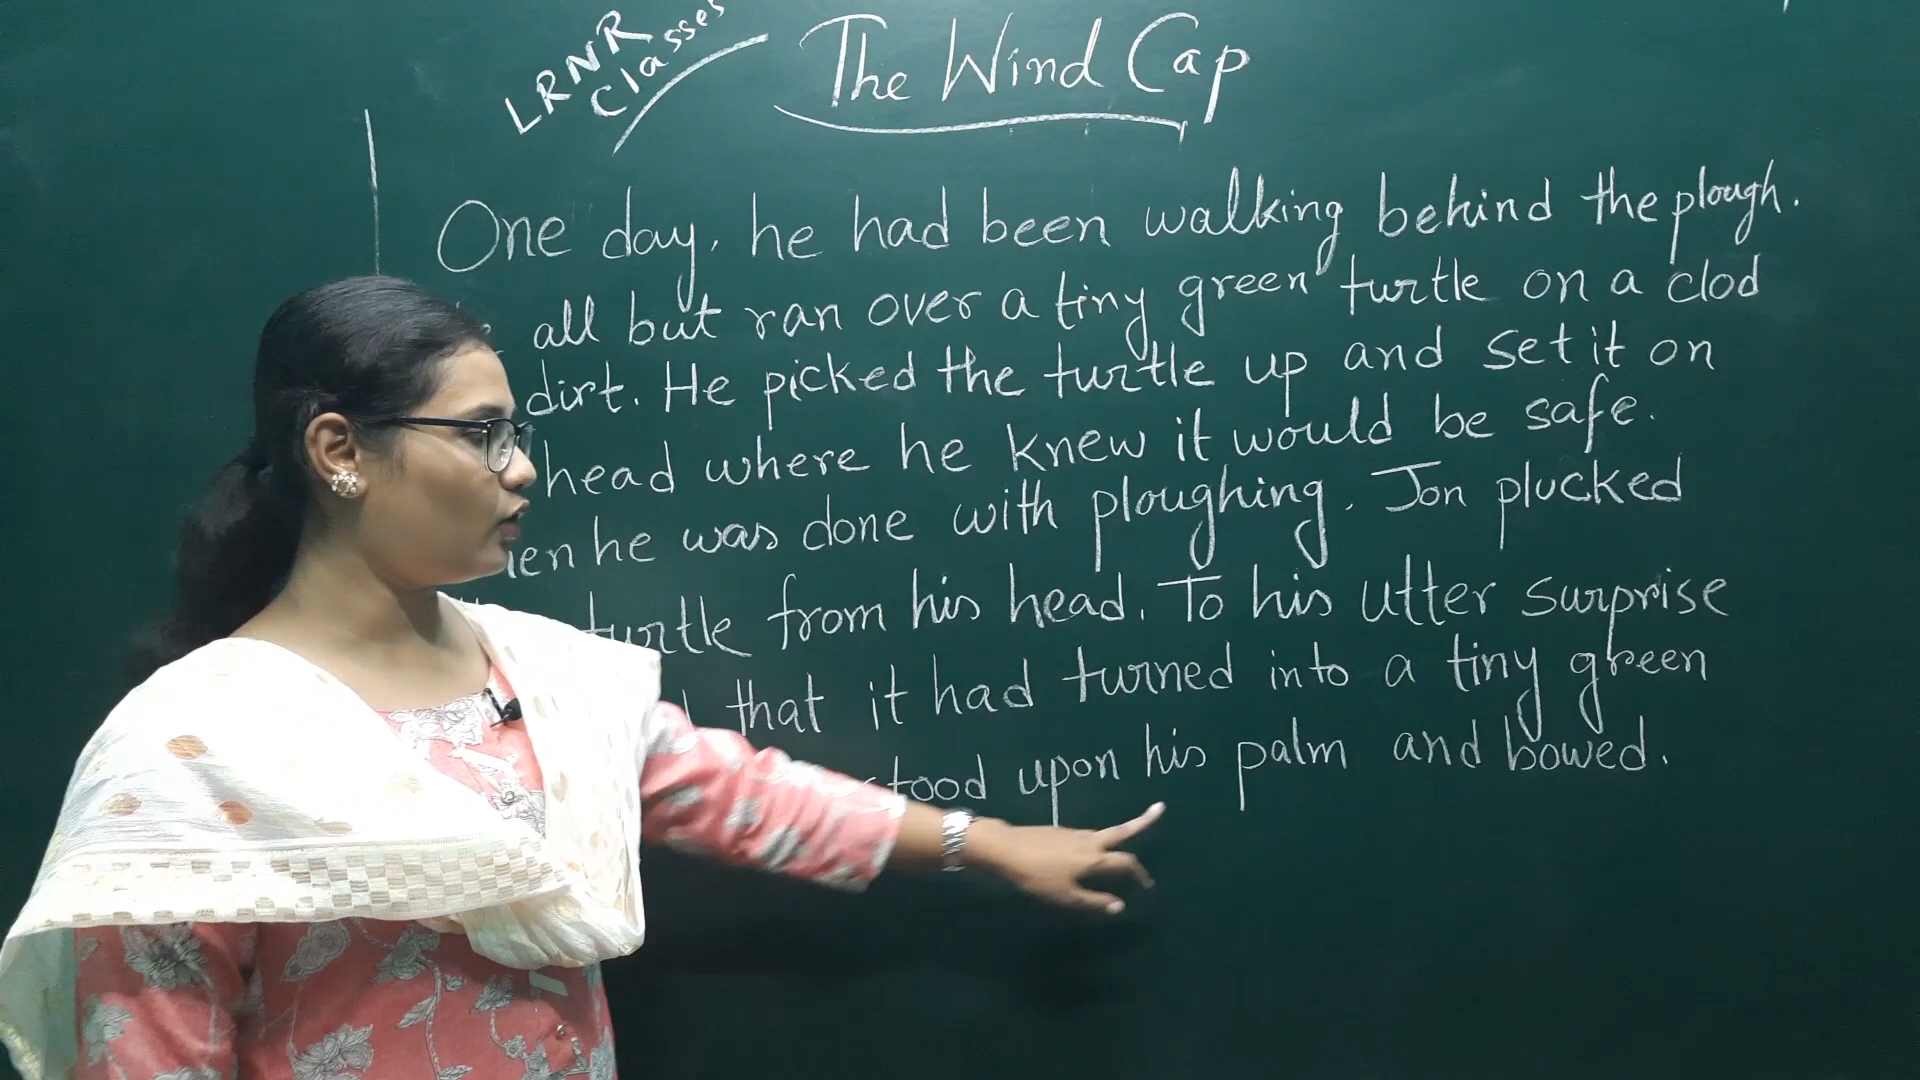 LRNR
Classes
The Wind Cap
One day, he had been walking behind the plough.
all but ran over a tiny green turtle on a clod
dirt. He picked the turtle up and set it on
head where he knew it would be safe.
he was done with ploughing. Jon plucked
turtle from his head. To his utter surprise
that it had turned into a tiny green
upon his palm and bowed.